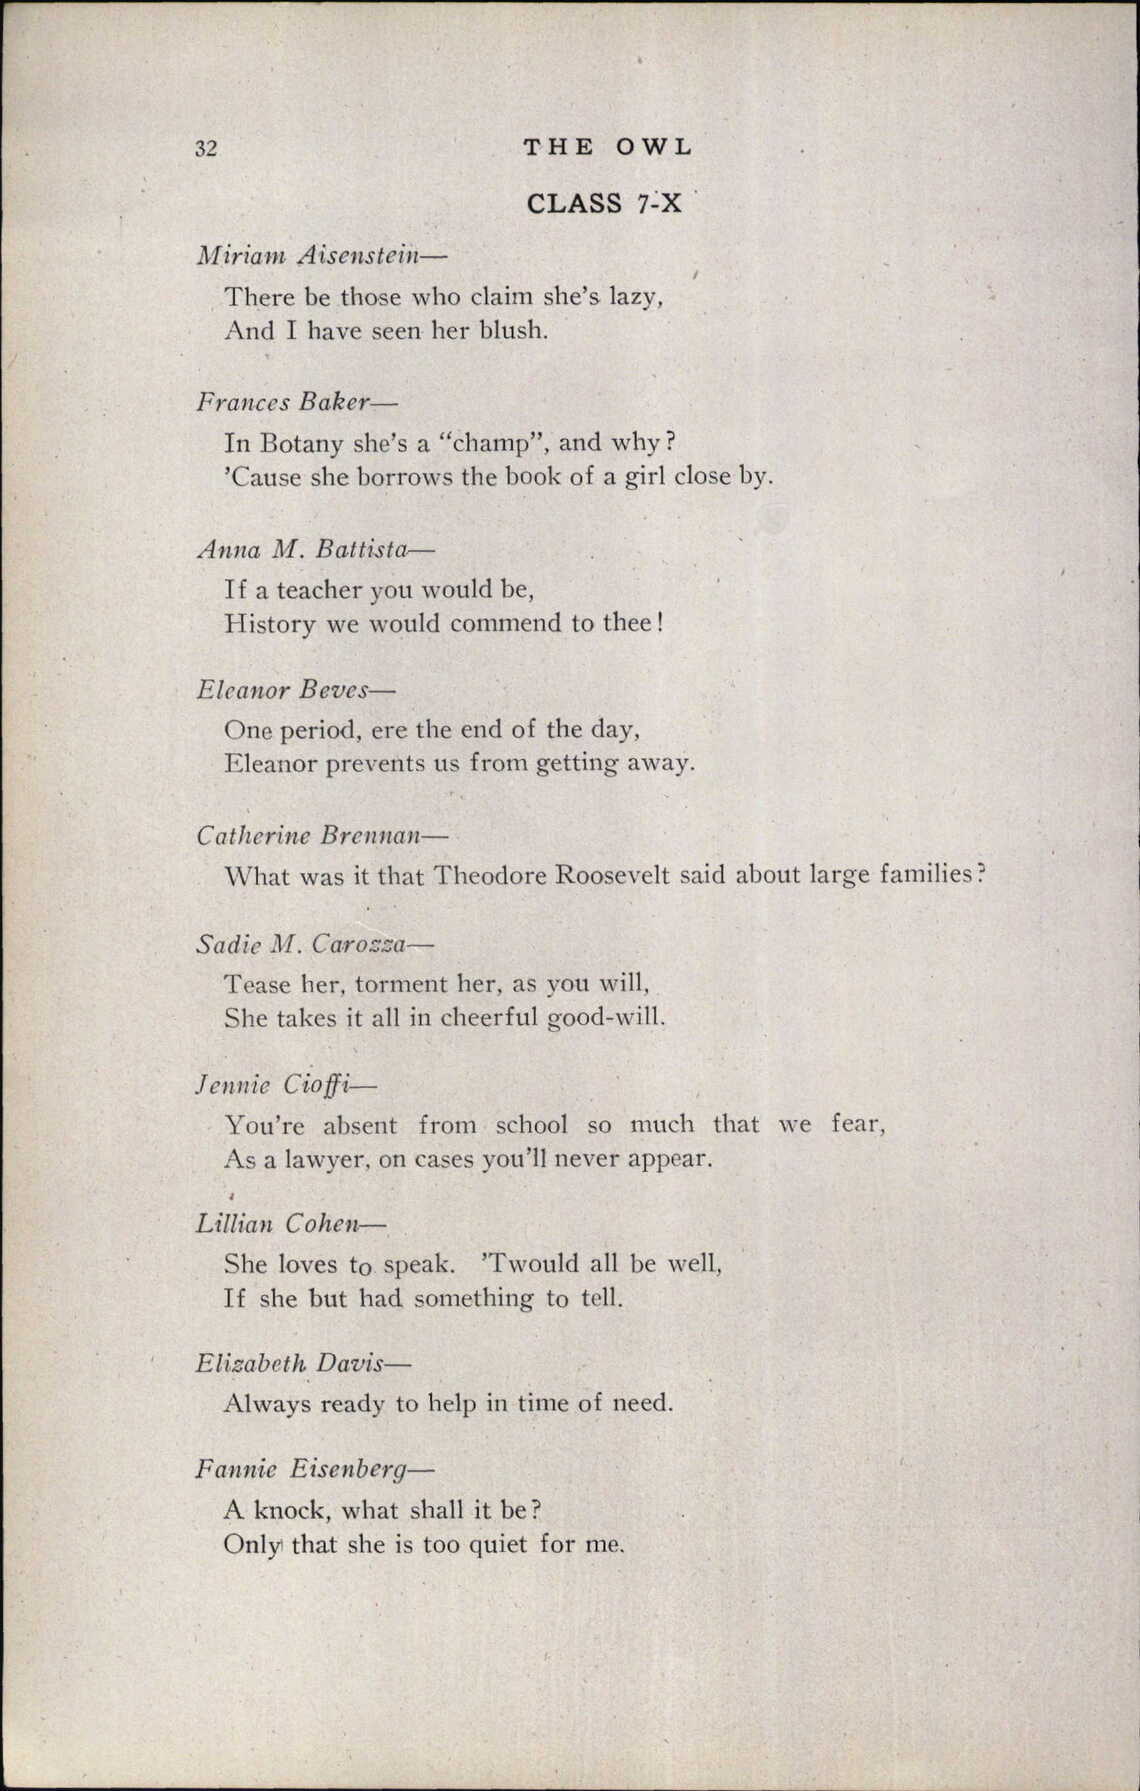 32
THE OWL
CLASS 7-X
Miriam Aisenstein—
There be those who claim she's lazy,
And I have seen her blush.
Frances Baker—
In Botany she's a "champ", and why?
'Cause she borrows the book of a girl close by.
Anna M. Battista—
If a teacher you would be,
History we would commend to thee!
Eleanor Beves—
One period, ere the end of the day,
Eleanor prevents us from getting away.
Catherine Brennan—
What was it that Theodore Roosevelt said about large families?
Sadie M. Carozza—
Tease her, torment her, as you will,
She takes it all in cheerful good-will.
Jennie Cioffi—
You're absent from school so much that we fear,
As a lawyer, on cases you'll never appear.
Lillian Cohen—
She loves to speak. 'Twould all be well,
If she but had something to tell.
Elizabeth Davis—
Always ready to help in time of need.
Fannie Eisenberg—
A knock, what shall it be?
Only that she is too quiet for me.